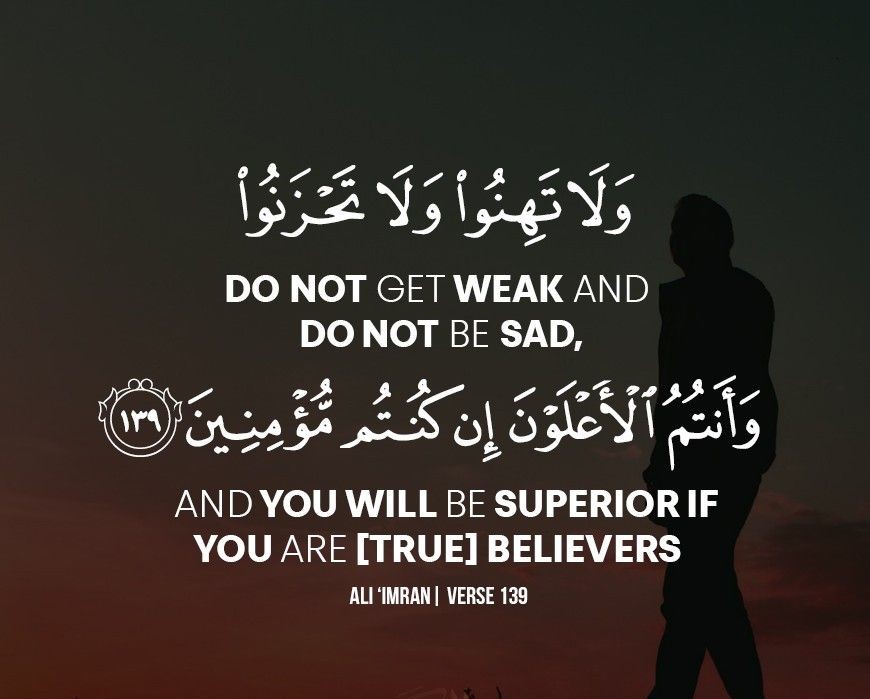 وَلَا تَهِنُوا۟ وَلَا تَحْزَنُوا۟
DO NOT GET WEAK AND
DO NOT BE SAD,
وَأَنتُمُ ٱلْأَعْلَوْنَ إِن كُنتُم مُّؤْمِنِينَ ١٣٩
AND YOU WILL BE SUPERIOR IF
YOU ARE [TRUE] BELIEVERS
ALI ‘IMRAN| VERSE 139